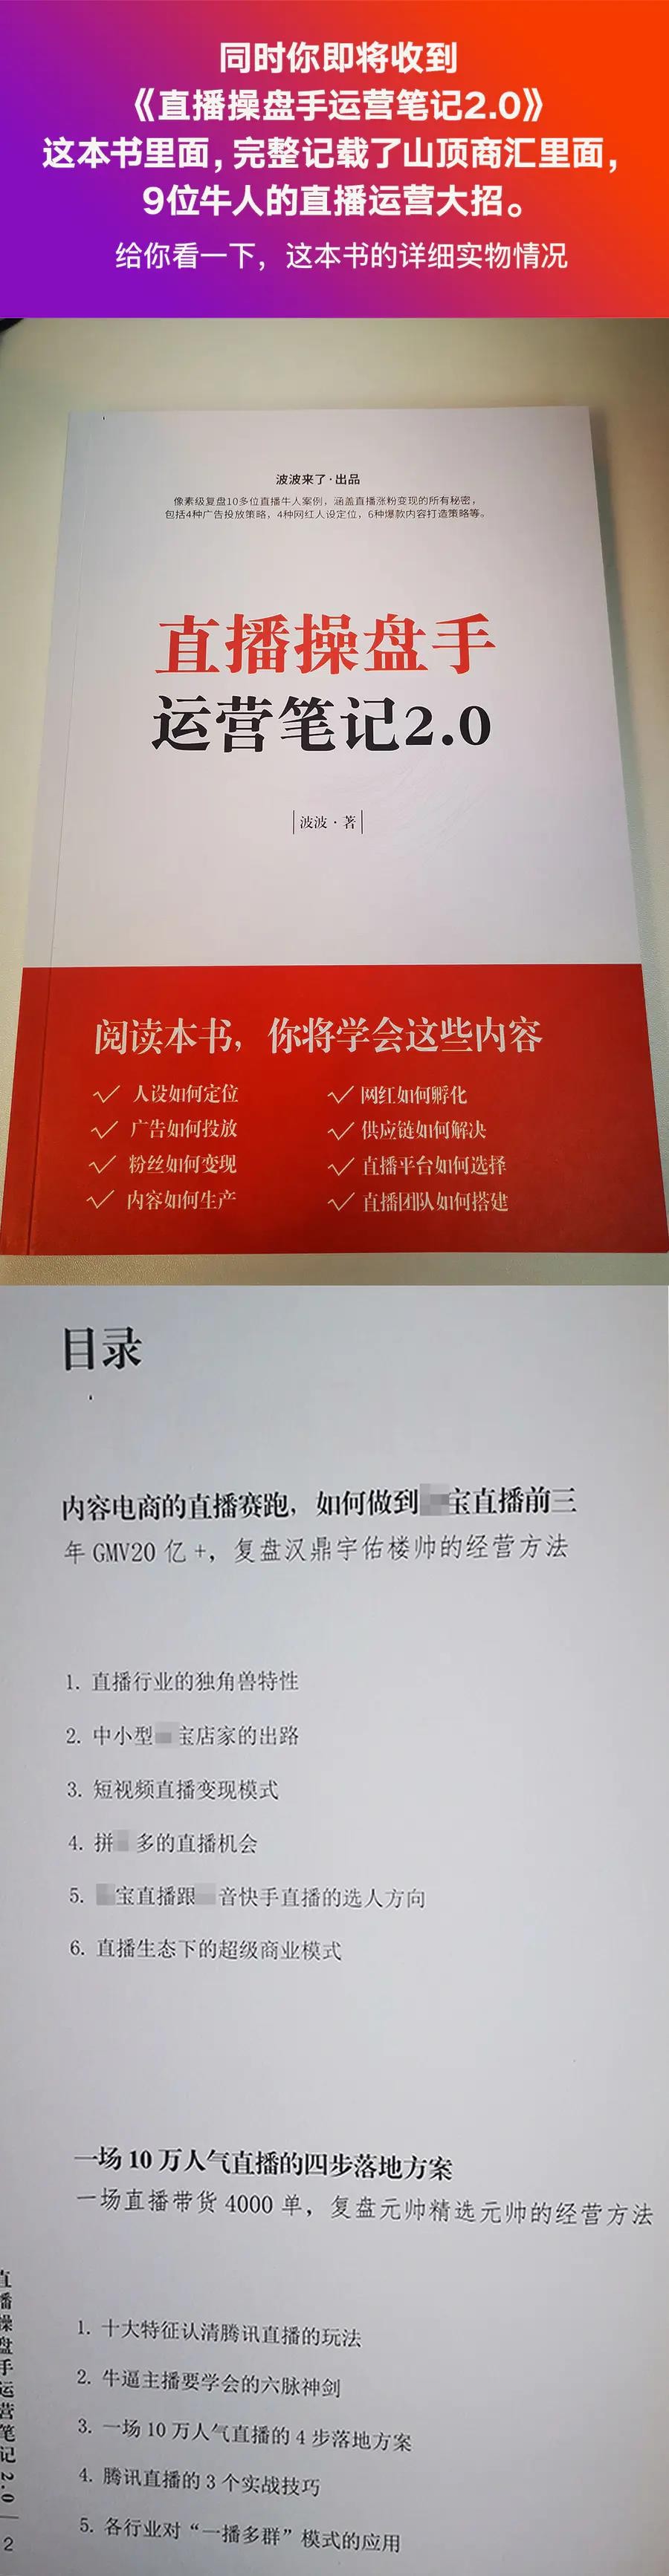 同时你即将收到
《直播操盘手运营笔记2.0》
这本书里面，完整记载了山顶商汇里面，
9位牛人的直播运营大招。
给你看一下，这本书的详细实物情况
波波来了·出品
像素级复盘10多位直播牛人案例，涵盖直播涨粉变现的所有秘密，
包括4种广告投放策略，4种网红人设定位，6种爆款内容打造策略等。
直播操盘手
运营笔记2.0
波波·著
阅读本书，你将学会这些内容
人设如何定位 网红如何孵化
广告如何投放 供应链如何解决
粉丝如何变现 直播平台如何选择
内容如何生产 直播团队如何搭建
目录
内容电商的直播赛跑，如何做到宝直播前三
年GMV20亿+，复盘汉鼎宇佑楼帅的经营方法
1. 直播行业的独角兽特性
2. 中小型宝店家的出路
3. 短视频直播变现模式
4. 拼多的直播机会
5. 宝直播跟音快手直播的选人方向
6. 直播生态下的超级商业模式
一场10万人气直播的四步落地方案
一场直播带货4000单，复盘元帅精选元帅的经营方法
1. 十大特征认清腾讯直播的玩法
2. 牛逼主播要学会的六脉神剑
3. 一场10万人气直播的4步落地方案
4. 腾讯直播的3个实战技巧
5. 各行业对“一播多群”模式的应用
直播操盘手运营笔记2.0
2